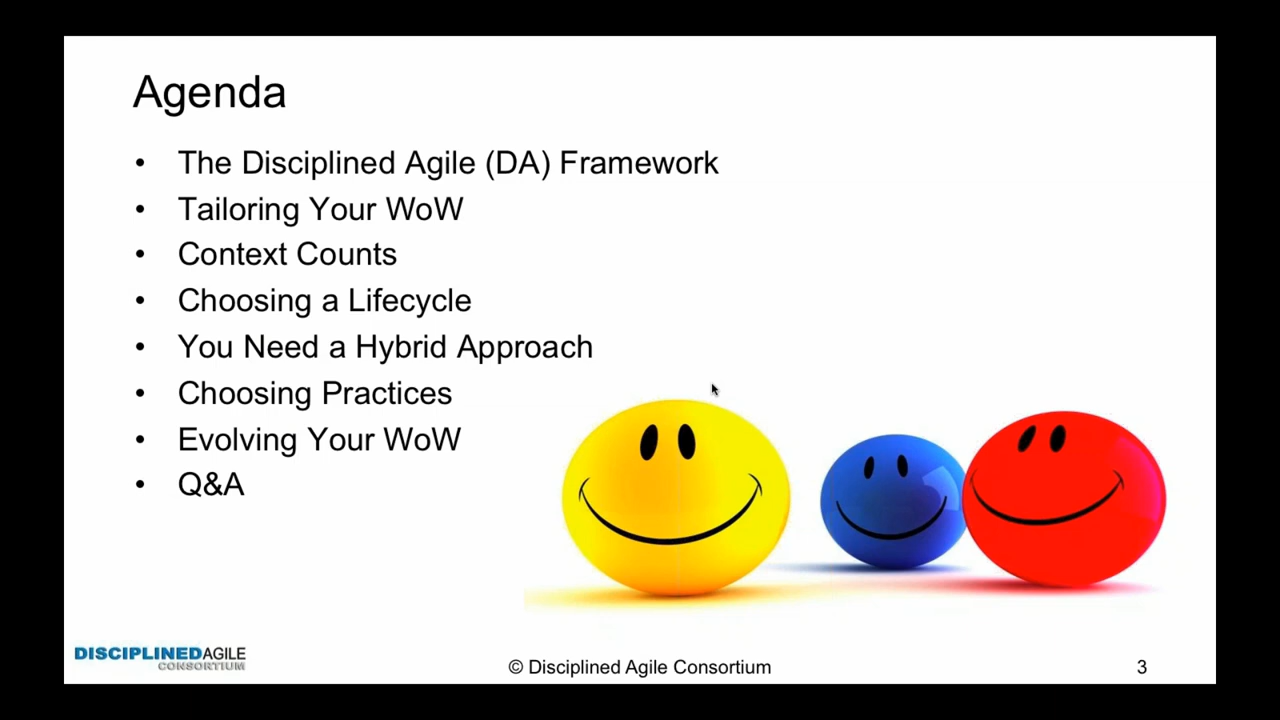 Agenda
• The Disciplined Agile (DA) Framework
• Tailoring Your WoW
• Context Counts
• Choosing a Lifecycle
• You Need a Hybrid Approach
• Choosing Practices
• Evolving Your WoW
• Q&A
DISCIPLINEDAGILE
CONSORTIUM
© Disciplined Agile Consortium
3